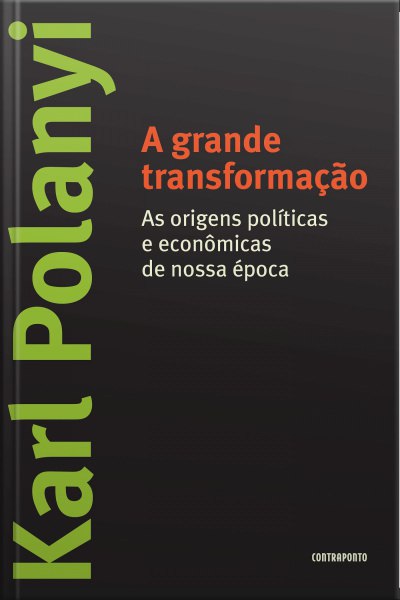 Karl Polanyi
A grande
transformação
As origens políticas
e econômicas
de nossa época
CONTRAPONTO